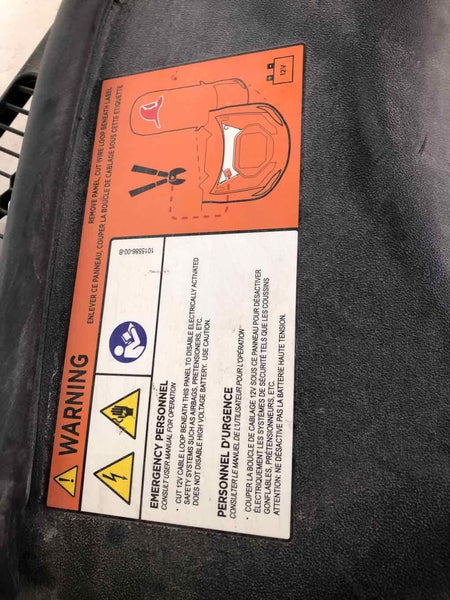 WARNING
REMOVE PANEL, CUT WIRE LOOP BENEATH LABEL
ENLEVER CE PANNEAU, COUPER LA BOUCLE DE CABLAGE SOUS CETTE ETIQUETTE
12V
1015586-00-B
EMERGENCY PERSONNEL
CONSULT USER MANUAL FOR OPERATION
• CUT 12V CABLE LOOP BENEATH THIS PANEL TO DISABLE ELECTRICALLY ACTIVATED
SAFETY SYSTEMS SUCH AS AIRBAGS, PRETENSIONERS, ETC.
DOES NOT DISABLE HIGH VOLTAGE BATTERY. USE CAUTION.
PERSONNEL D'URGENCE
CONSULTER LE MANUEL DE L'UTILISATEUR POUR L'OPÉRATION
• COUPER LA BOUCLE DE CABLAGE 12V SOUS CE PANNEAU POUR DÉSACTIVER
ÉLECTRIQUEMENT LES SYSTÈMES DE SÉCURITÉ TELS QUE LES COUSSINS
GONFLABLES, PRÉTENSIONNEURS, ETC.
ATTENTION: NE DÉSACTIVE PAS LA BATTERIE HAUTE TENSION.